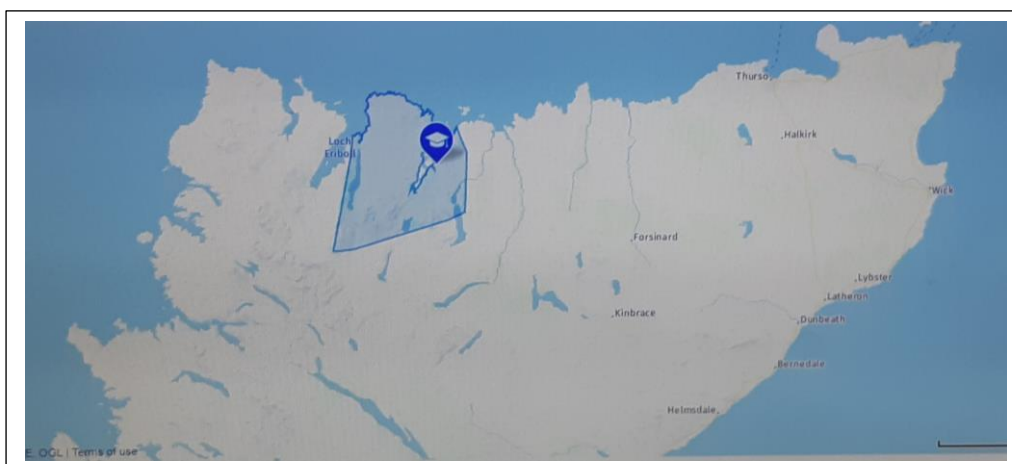 Thurso
Halkirk
Loch
Eriboll
Wick
Forsinard
Lybster
Latheron
Kinbrace
Dunbeath
Berriedale
Helmsdale
E, OGL | Terms of use